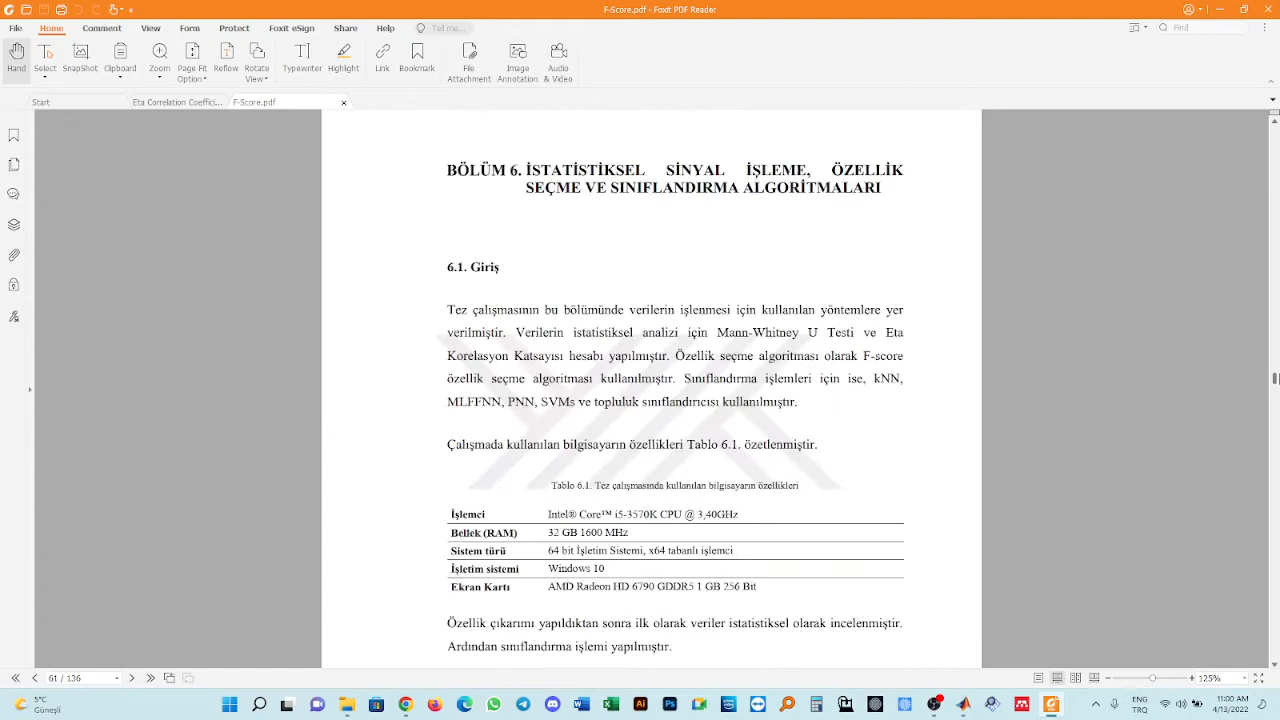 F-Score.pdf - Foxit PDF Reader
File Home Comment View Form Protect Foxit eSign Share Help Tell me... Find
Hand Select SnapShot Clipboard Zoom Page Fit Option Reflow Rotate View Typewriter Highlight Link Bookmark File Attachment Image Annotation Audio & Video
Start Eta Correlation Coeffici... F-Score.pdf
BÖLÜM 6. İSTATİSTİKSEL SİNYAL İŞLEME, ÖZELLİK
SEÇME VE SINIFLANDIRMA ALGORİTMALARI
6.1. Giriş
Tez çalışmasının bu bölümünde verilerin işlenmesi için kullanılan yöntemlere yer
verilmiştir. Verilerin istatistiksel analizi için Mann-Whitney U Testi ve Eta
Korelasyon Katsayısı hesabı yapılmıştır. Özellik seçme algoritması olarak F-score
özellik seçme algoritması kullanılmıştır. Sınıflandırma işlemleri için ise, kNN,
MLFFNN, PNN, SVMs ve topluluk sınıflandırıcısı kullanılmıştır.
Çalışmada kullanılan bilgisayarın özellikleri Tablo 6.1. özetlenmiştir.
Tablo 6.1. Tez çalışmasında kullanılan bilgisayarın özellikleri
İşlemci Intel® Core™ i5-3570K CPU @ 3,40GHz
Bellek (RAM) 32 GB 1600 MHz
Sistem türü 64 bit İşletim Sistemi, x64 tabanlı işlemci
İşletim sistemi Windows 10
Ekran Kartı AMD Radeon HD 6790 GDDR5 1 GB 256 Bit
Özellik çıkarımı yapıldıktan sonra ilk olarak veriler istatistiksel olarak incelenmiştir.
Ardından sınıflandırma işlemi yapılmıştır.
61 / 136 125%
5°C
Güneşli
ENG
TRQ
11:00 AM
4/13/2022